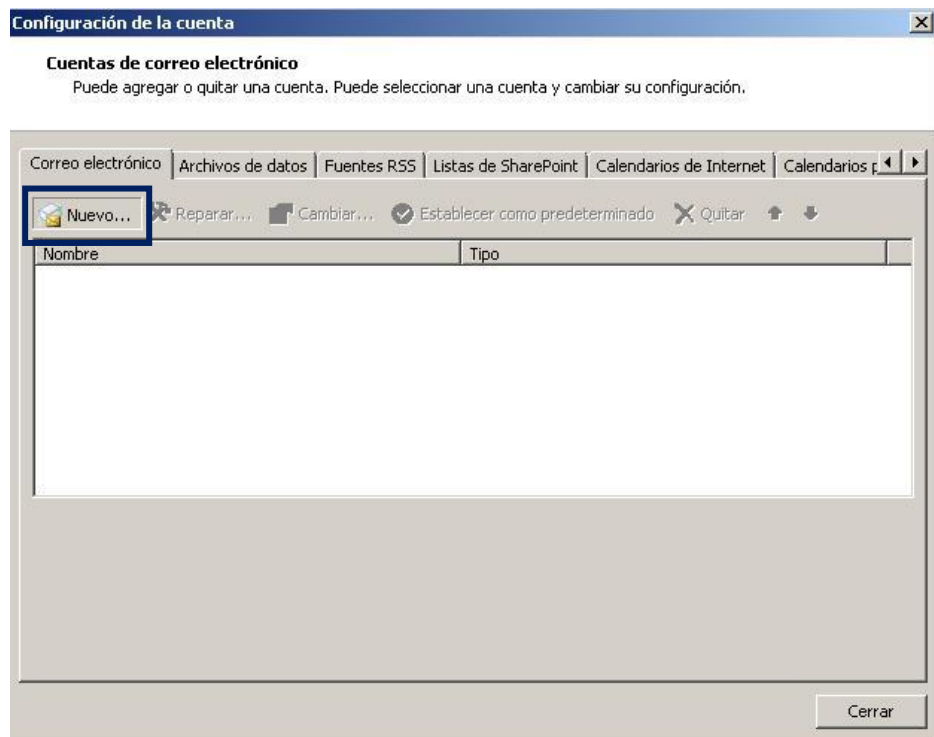 Configuración de la cuenta
Cuentas de correo electrónico
Puede agregar o quitar una cuenta. Puede seleccionar una cuenta y cambiar su configuración.
Correo electrónico Archivos de datos Fuentes RSS Listas de SharePoint Calendarios de Internet Calendarios
Nuevo... Reparar... Cambiar... Establecer como predeterminado Quitar
Nombre Tipo
Cerrar